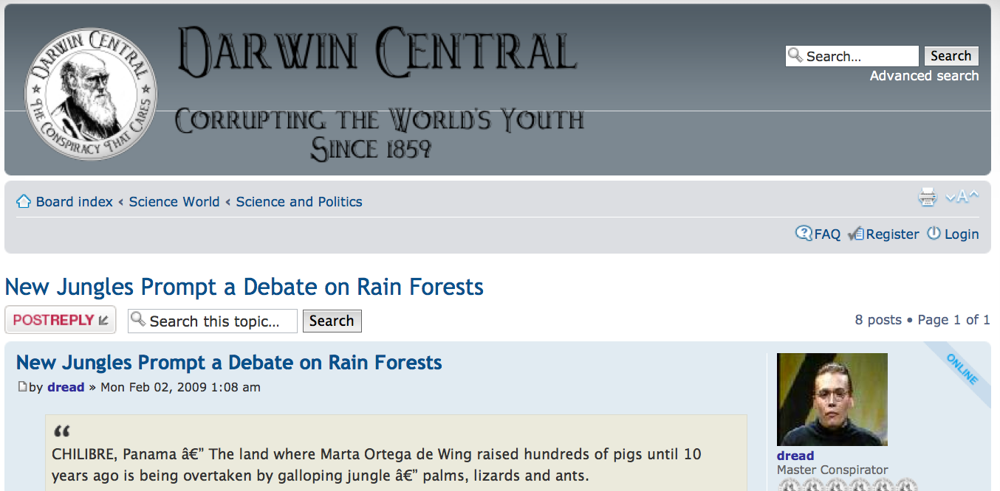 DARWIN CENTRAL
THE CONSPIRACY THAT CARES
DARWIN CENTRAL
CORRUPTING THE WORLD'S YOUTH
SINCE 1859
Search...
Search
Advanced search
Board index ‹ Science World ‹ Science and Politics
A
FAQ Register Login
New Jungles Prompt a Debate on Rain Forests
POSTREPLY
Search this topic...
Search
8 posts • Page 1 of 1
New Jungles Prompt a Debate on Rain Forests
by dread » Mon Feb 02, 2009 1:08 am
ONLINE
“
CHILIBRE, Panama â€” The land where Marta Ortega de Wing raised hundreds of pigs until 10
years ago is being overtaken by galloping jungle â€” palms, lizards and ants.
dread
Master Conspirator